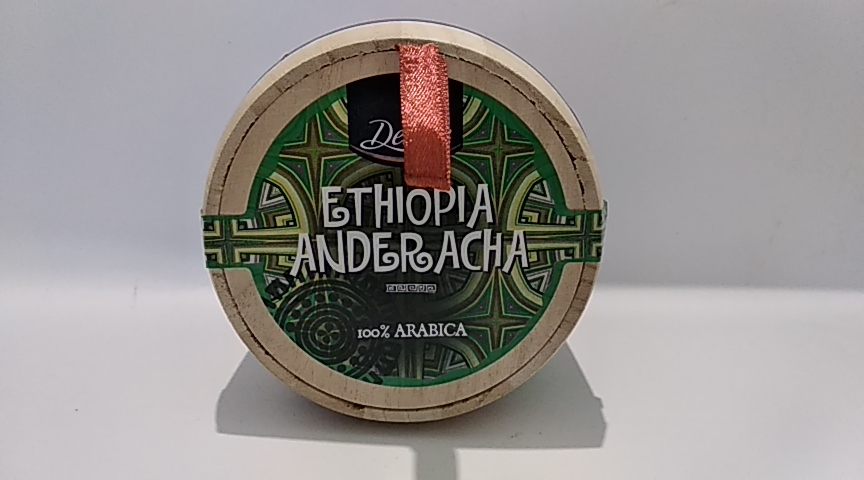 ETHIOPIA
ANDERACHA
100% ARABICA